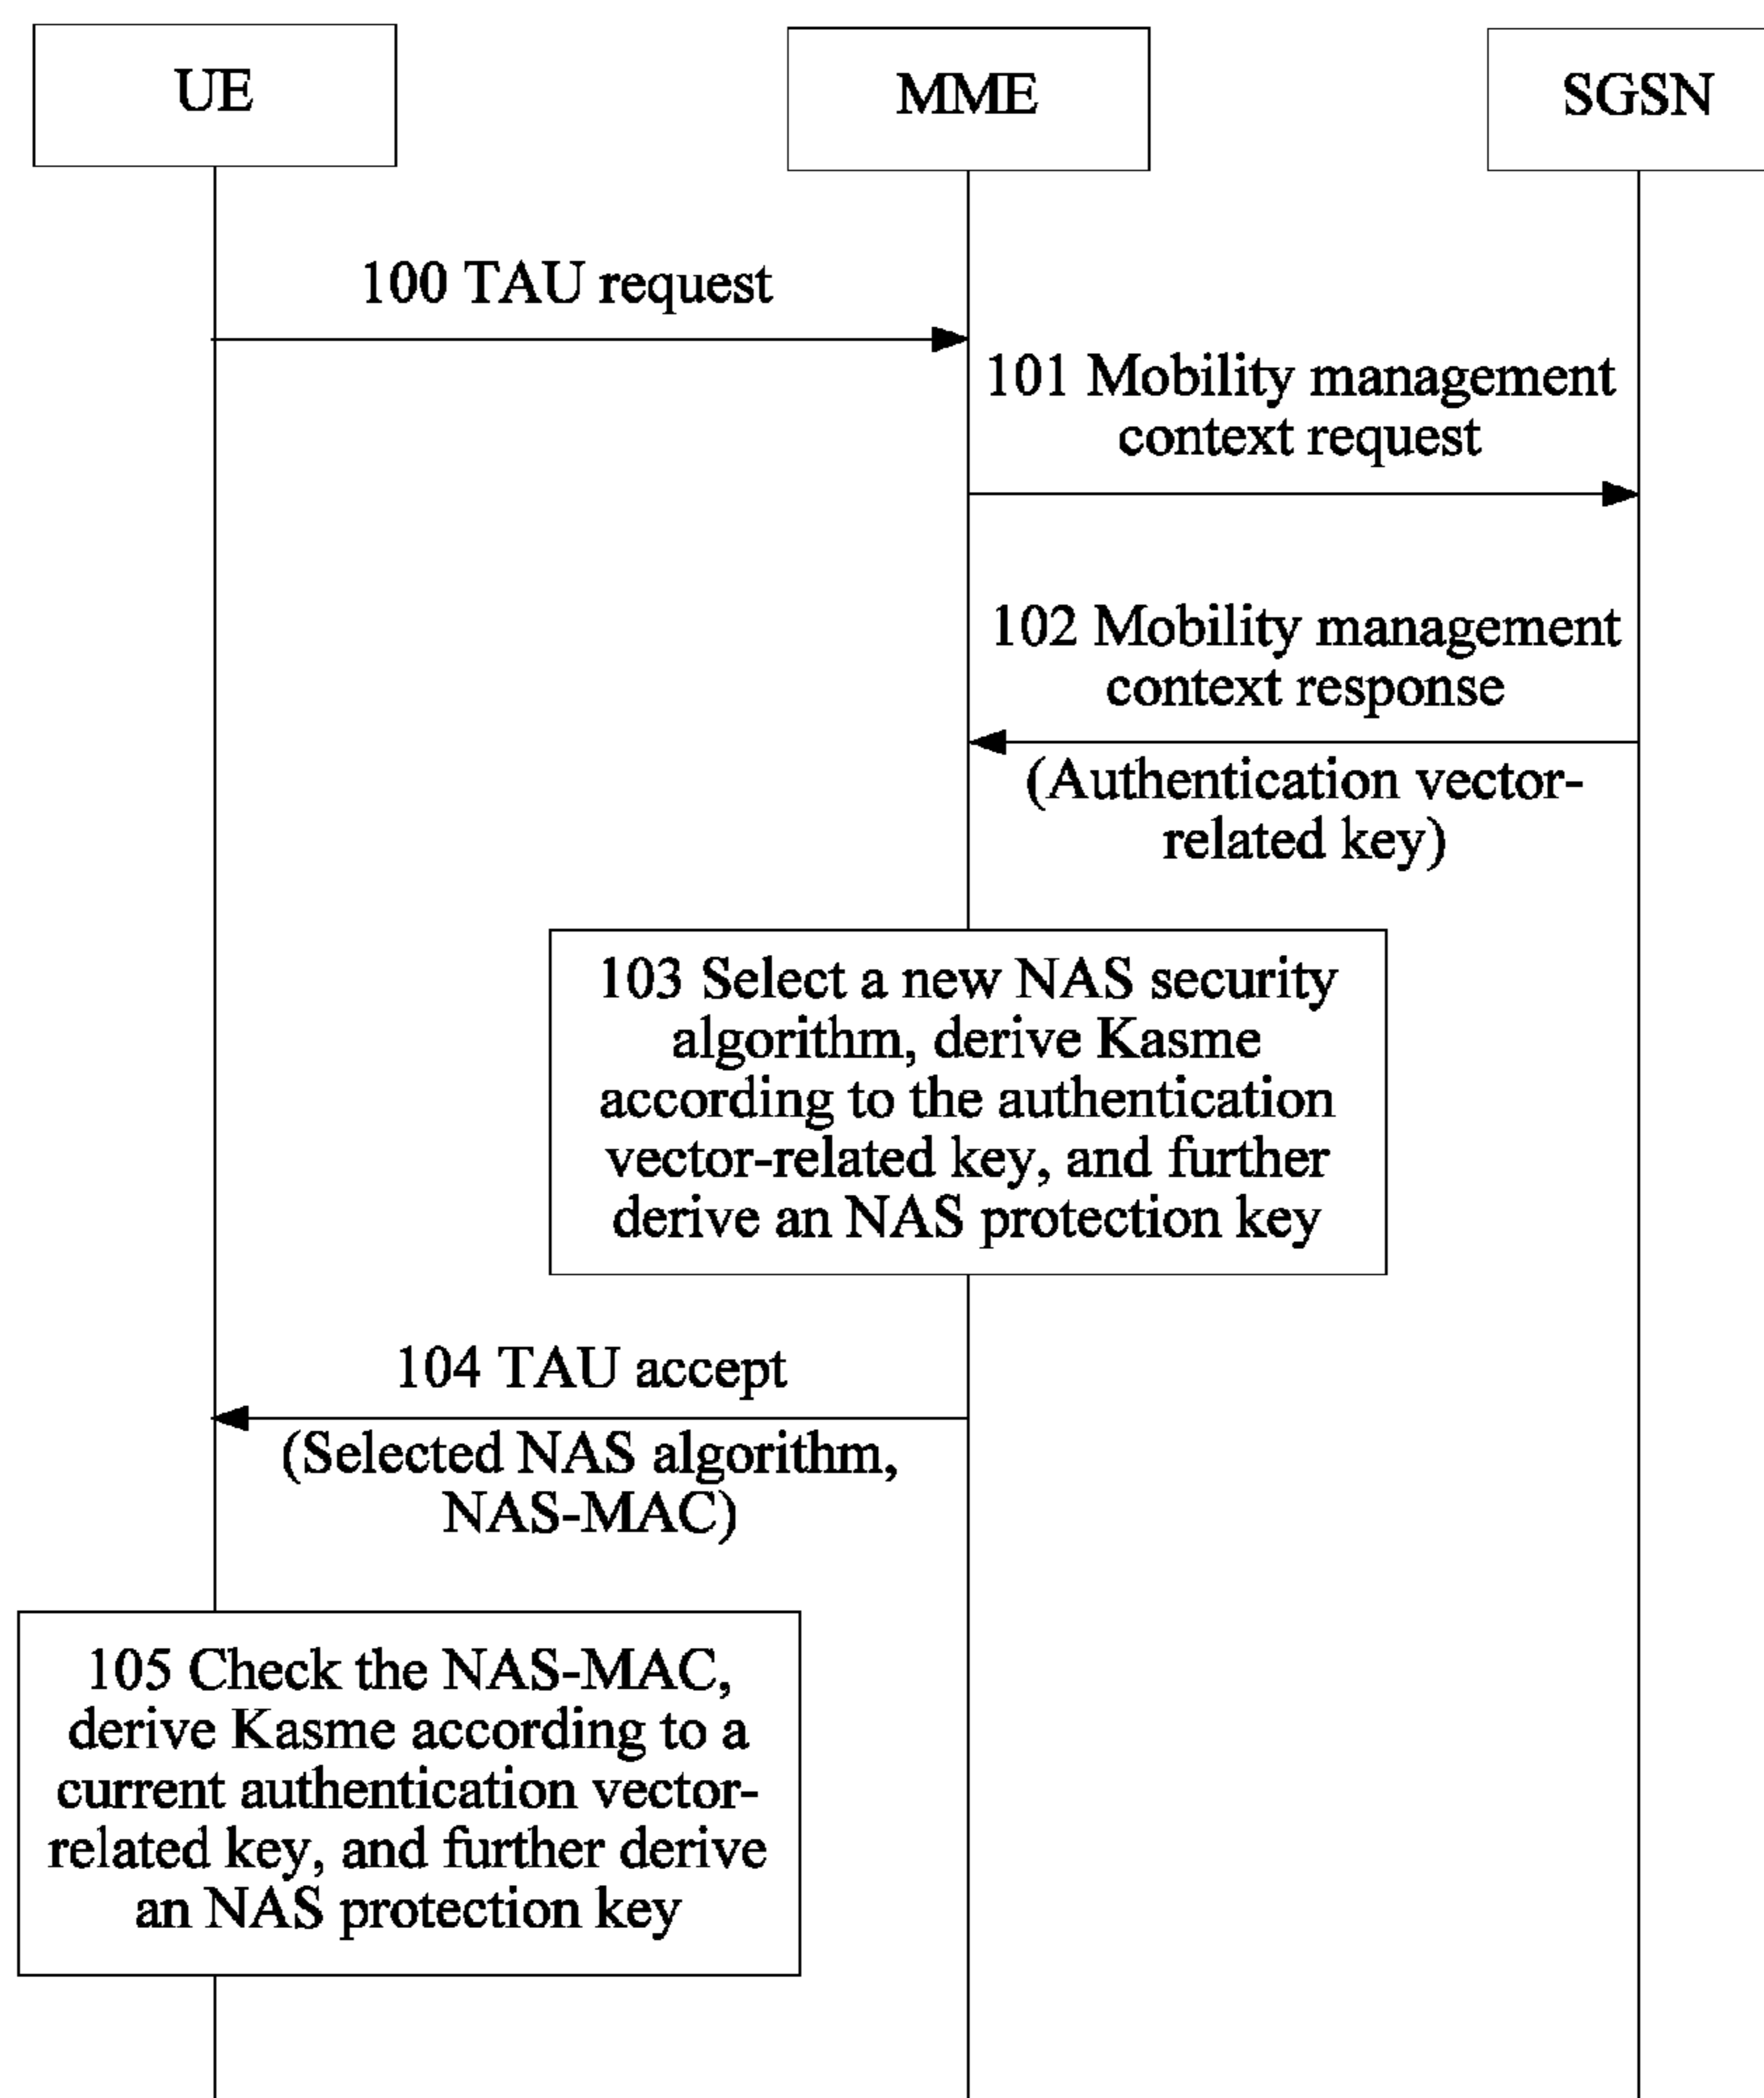 UE
MME
SGSN
100 TAU request
101 Mobility management
context request
102 Mobility management
context response
(Authentication vector-
related key)
103 Select a new NAS security
algorithm, derive Kasme
according to the authentication
vector-related key, and further
derive an NAS protection key
104 TAU accept
(Selected NAS algorithm,
NAS-MAC)
105 Check the NAS-MAC,
derive Kasme according to a
current authentication vector-
related key, and further derive
an NAS protection key